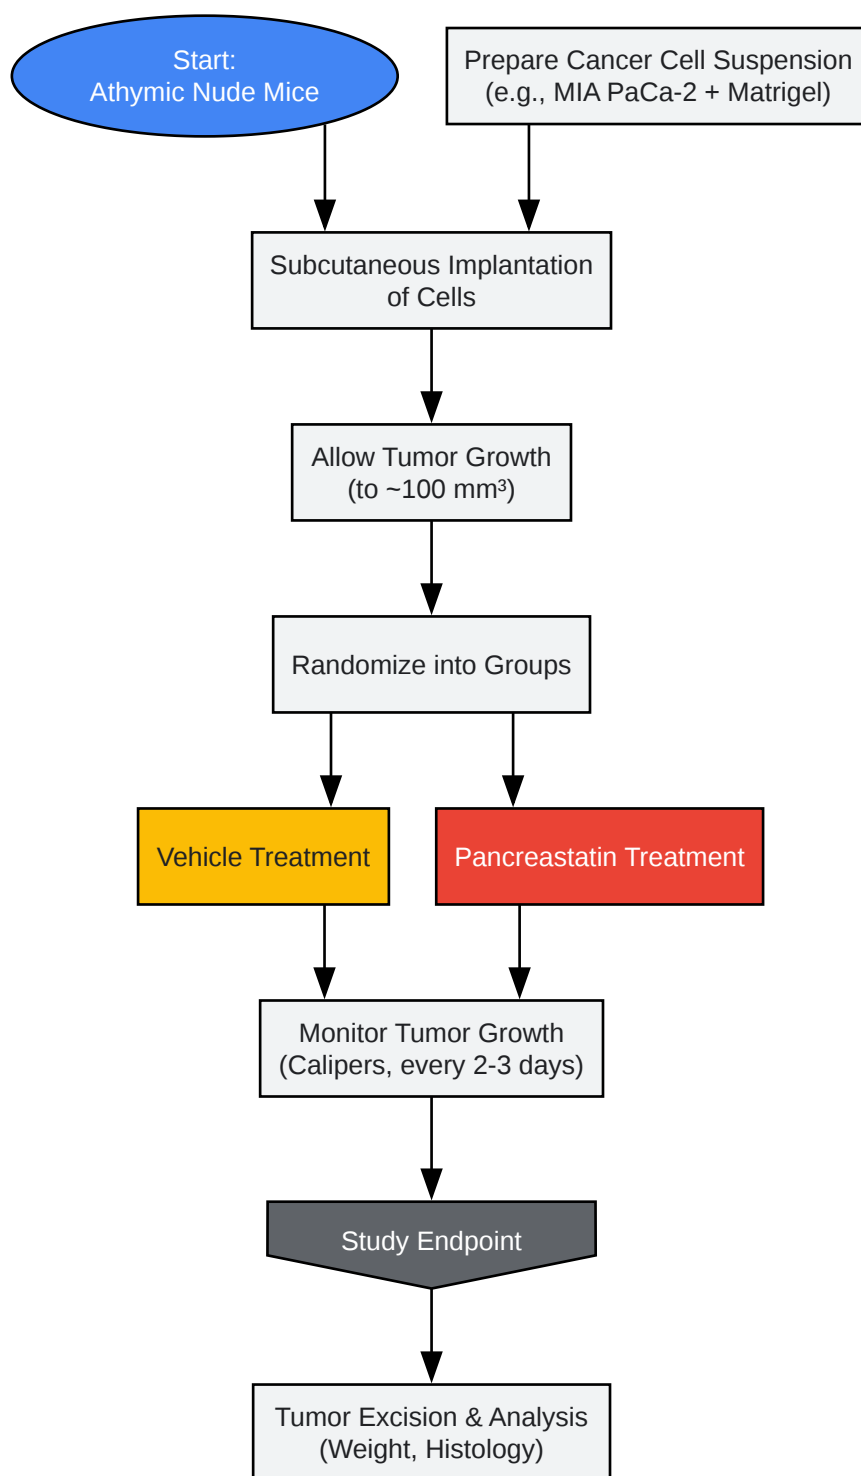 Start:
Athymic Nude Mice
Prepare Cancer Cell Suspension
(e.g., MIA PaCa-2 + Matrigel)
Subcutaneous Implantation
of Cells
Allow Tumor Growth
(to ~100 mm³)
Randomize into Groups
Vehicle Treatment
Pancreastatin Treatment
Monitor Tumor Growth
(Calipers, every 2-3 days)
Study Endpoint
Tumor Excision & Analysis
(Weight, Histology)